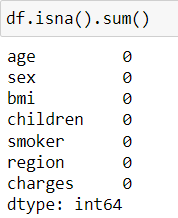 df.isna().sum()
age 0
sex 0
bmi 0
children 0
smoker 0
region 0
charges 0
dtype: int64